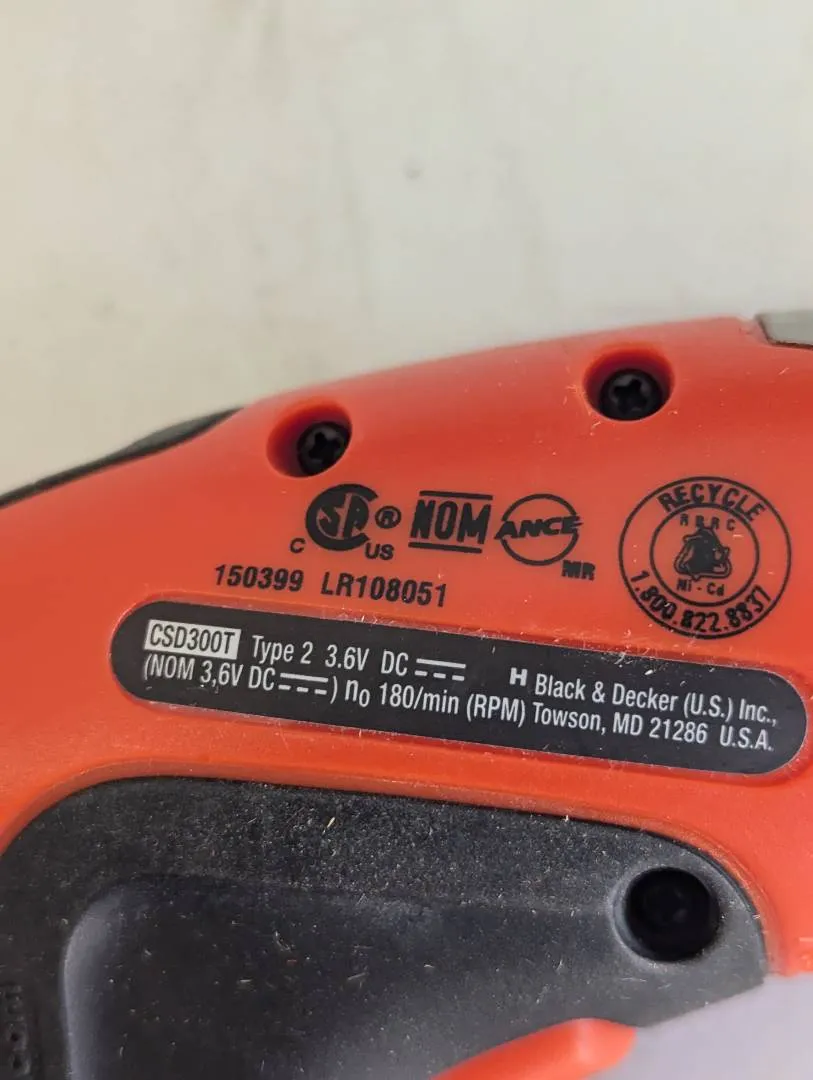 C SA ® US NOM ANCE MR
RECYCLE
RBRC
Ni - Cd
1.800.822.8837
150399 LR108051
CSD300T Type 2 3.6V DC H Black & Decker (U.S.) Inc.,
(NOM 3,6V DC ) n₀ 180/min (RPM) Towson, MD 21286 U.S.A.